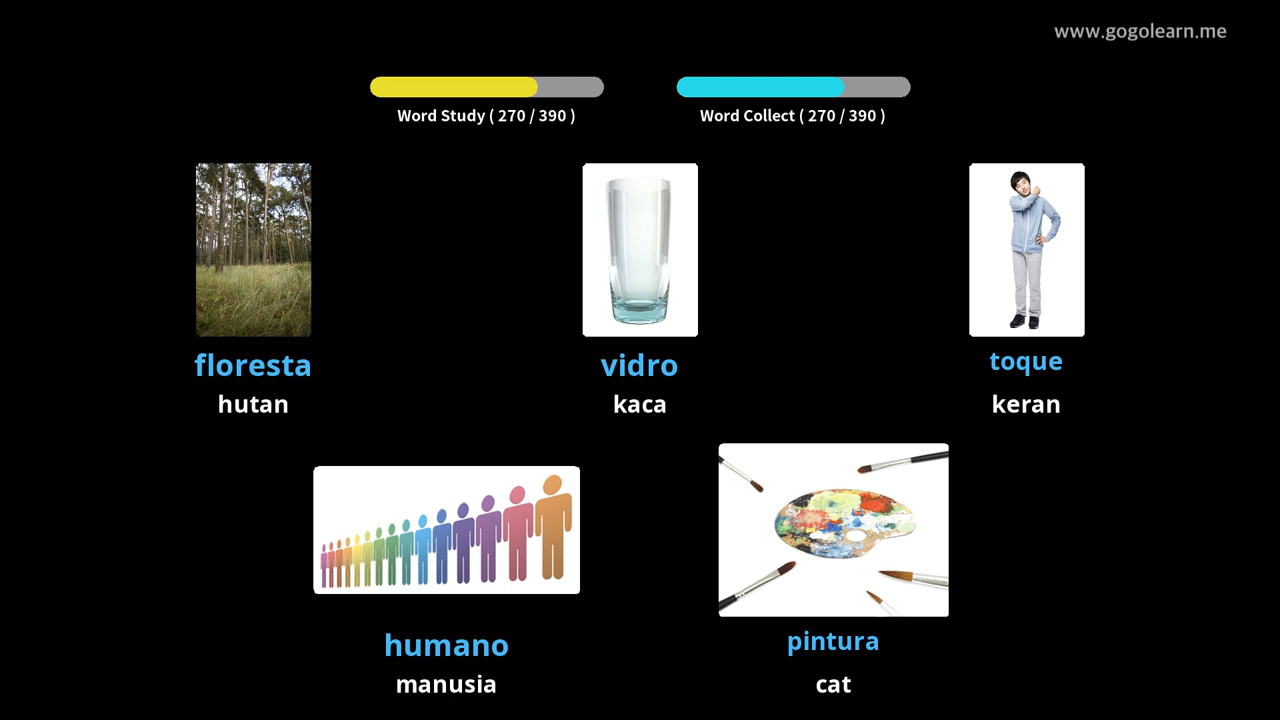 www.gogolearn.me
Word Study ( 270 / 390 )
Word Collect ( 270 / 390 )
floresta
hutan
vidro
kaca
toque
keran
humano
manusia
pintura
cat